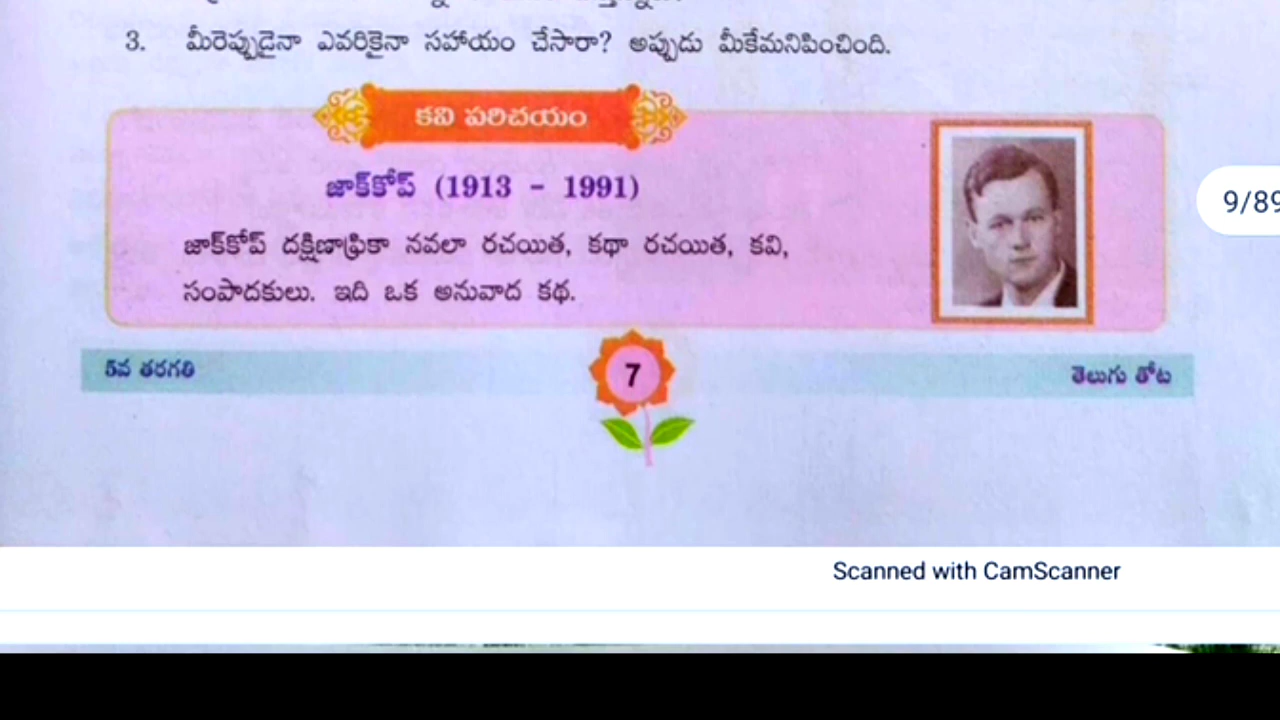 3. మీరెప్పుడైనా ఎవరికైనా సహాయం చేసారా? అప్పుడు మీకేమనిపించింది.
కవి పరిచయం
జాక్‌కోప్ (1913 - 1991)
జాక్‌కోప్ దక్షిణాఫ్రికా నవలా రచయిత, కథా రచయిత, కవి,
సంపాదకులు. ఇది ఒక అనువాద కథ.
9/89
5వ తరగతి
7
తెలుగు తోట
Scanned with CamScanner